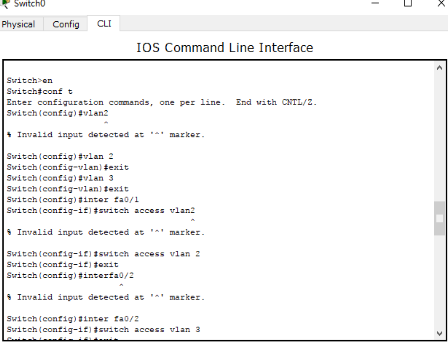 Switch0
Physical Config CLI
IOS Command Line Interface
Switch>en
Switch#conf t
Enter configuration commands, one per line. End with CNTL/Z.
Switch(config)#vlan2
^
% Invalid input detected at '^' marker.
Switch(config)#vlan 2
Switch(config-vlan)#exit
Switch(config)#vlan 3
Switch(config-vlan)#exit
Switch(config)#inter fa0/1
Switch(config-if)#switch access vlan2
^
% Invalid input detected at '^' marker.
Switch(config-if)#switch access vlan 2
Switch(config-if)#exit
Switch(config)#interfa0/2
^
% Invalid input detected at '^' marker.
Switch(config)#inter fa0/2
Switch(config-if)#switch access vlan 3
Switch(config-if)#exit